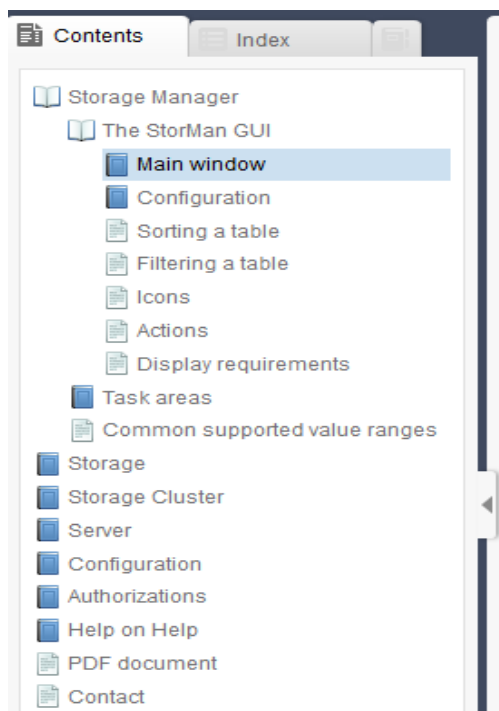 Contents
Index
Storage Manager
The StorMan GUI
Main window
Configuration
Sorting a table
Filtering a table
Icons
Actions
Display requirements
Task areas
Common supported value ranges
Storage
Storage Cluster
Server
Configuration
Authorizations
Help on Help
PDF document
Contact